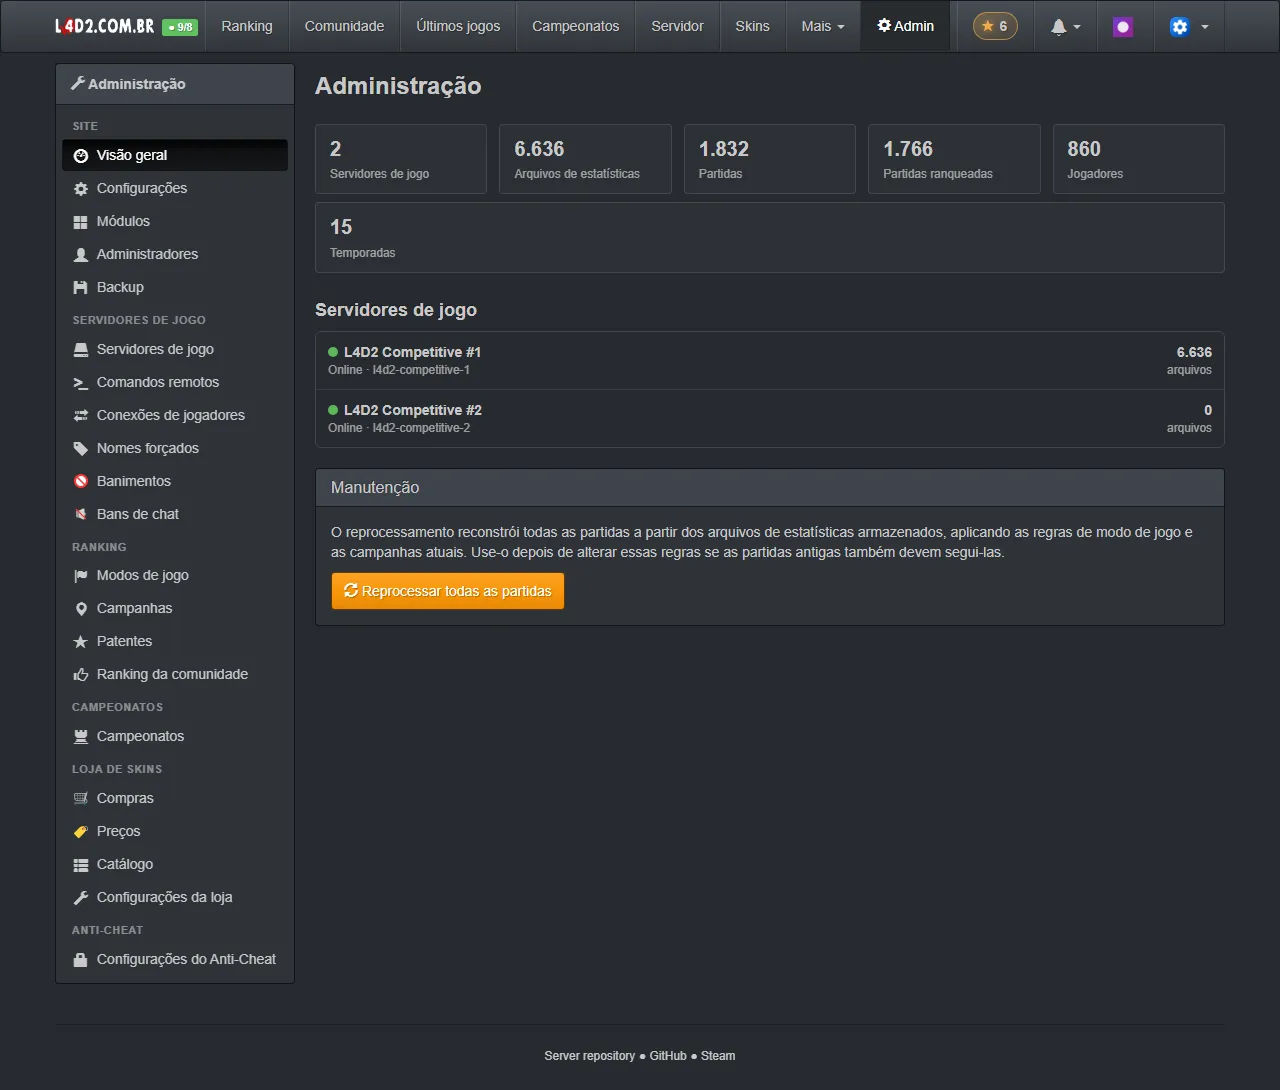 L4D2.COM.BR 9/8 Ranking Comunidade Últimos jogos Campeonatos Servidor Skins Mais Admin 6
Administração
SITE
Visão geral
Configurações
Módulos
Administradores
Backup
SERVIDORES DE JOGO
Servidores de jogo
Comandos remotos
Conexões de jogadores
Nomes forçados
Banimentos
Bans de chat
RANKING
Modos de jogo
Campanhas
Patentes
Ranking da comunidade
CAMPEONATOS
Campeonatos
LOJA DE SKINS
Compras
Preços
Catálogo
Configurações da loja
ANTI-CHEAT
Configurações do Anti-Cheat
Administração
2
Servidores de jogo
6.636
Arquivos de estatísticas
1.832
Partidas
1.766
Partidas ranqueadas
860
Jogadores
15
Temporadas
Servidores de jogo
L4D2 Competitive #1 6.636
Online · l4d2-competitive-1 arquivos
L4D2 Competitive #2 0
Online · l4d2-competitive-2 arquivos
Manutenção
O reprocessamento reconstrói todas as partidas a partir dos arquivos de estatísticas armazenados, aplicando as regras de modo de jogo e
as campanhas atuais. Use-o depois de alterar essas regras se as partidas antigas também devem segui-las.
Reprocessar todas as partidas
Server repository ● GitHub ● Steam